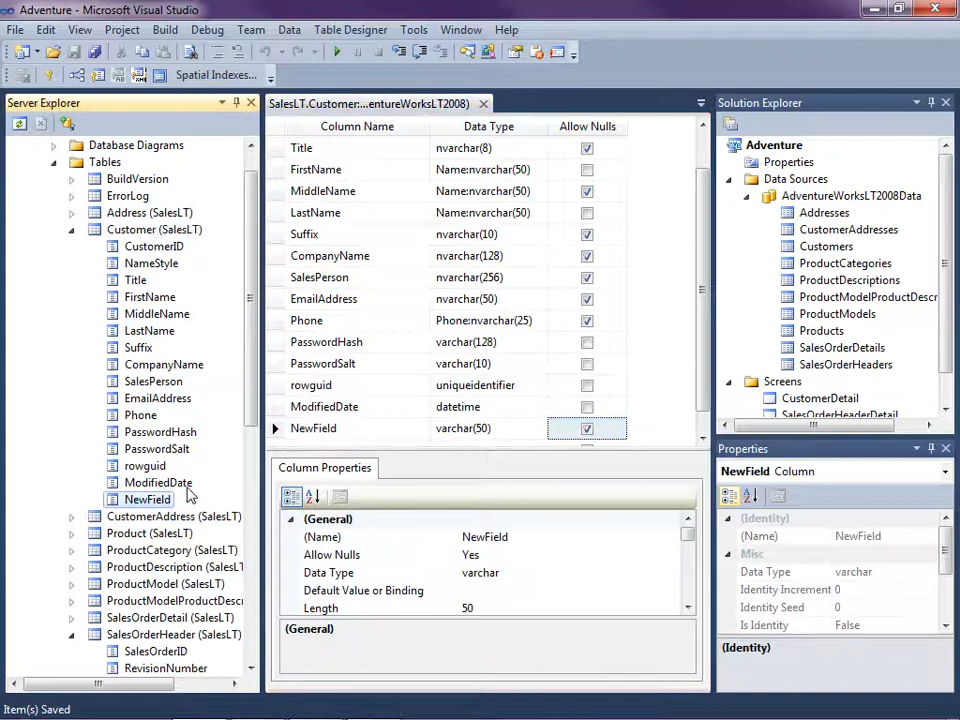 Adventure - Microsoft Visual Studio
File Edit View Project Build Debug Team Data Table Designer Tools Window Help
Spatial Indexes...
Server Explorer
Database Diagrams
Tables
BuildVersion
ErrorLog
Address (SalesLT)
Customer (SalesLT)
CustomerID
NameStyle
Title
FirstName
MiddleName
LastName
Suffix
CompanyName
SalesPerson
EmailAddress
Phone
PasswordHash
PasswordSalt
rowguid
ModifiedDate
NewField
CustomerAddress (SalesLT)
Product (SalesLT)
ProductCategory (SalesLT)
ProductDescription (SalesLT
ProductModel (SalesLT)
ProductModelProductDescr
SalesOrderDetail (SalesLT)
SalesOrderHeader (SalesLT)
SalesOrderID
RevisionNumber
SalesLT.Customer:...entureWorksLT2008)
Column Name Data Type Allow Nulls
Title nvarchar(8)
FirstName Name:nvarchar(50)
MiddleName Name:nvarchar(50)
LastName Name:nvarchar(50)
Suffix nvarchar(10)
CompanyName nvarchar(128)
SalesPerson nvarchar(256)
EmailAddress nvarchar(50)
Phone Phone:nvarchar(25)
PasswordHash varchar(128)
PasswordSalt varchar(10)
rowguid uniqueidentifier
ModifiedDate datetime
NewField varchar(50)
Column Properties
(General)
(Name) NewField
Allow Nulls Yes
Data Type varchar
Default Value or Binding
Length 50
(General)
Solution Explorer
Adventure
Properties
Data Sources
AdventureWorksLT2008Data
Addresses
CustomerAddresses
Customers
ProductCategories
ProductDescriptions
ProductModelProductDescr
ProductModels
Products
SalesOrderDetails
SalesOrderHeaders
Screens
CustomerDetail
SalesOrderHeaderDetail
Properties
NewField Column
(Identity)
(Name) NewField
Misc
Data Type varchar
Identity Increment 0
Identity Seed 0
Is Identity False
(Identity)
Item(s) Saved